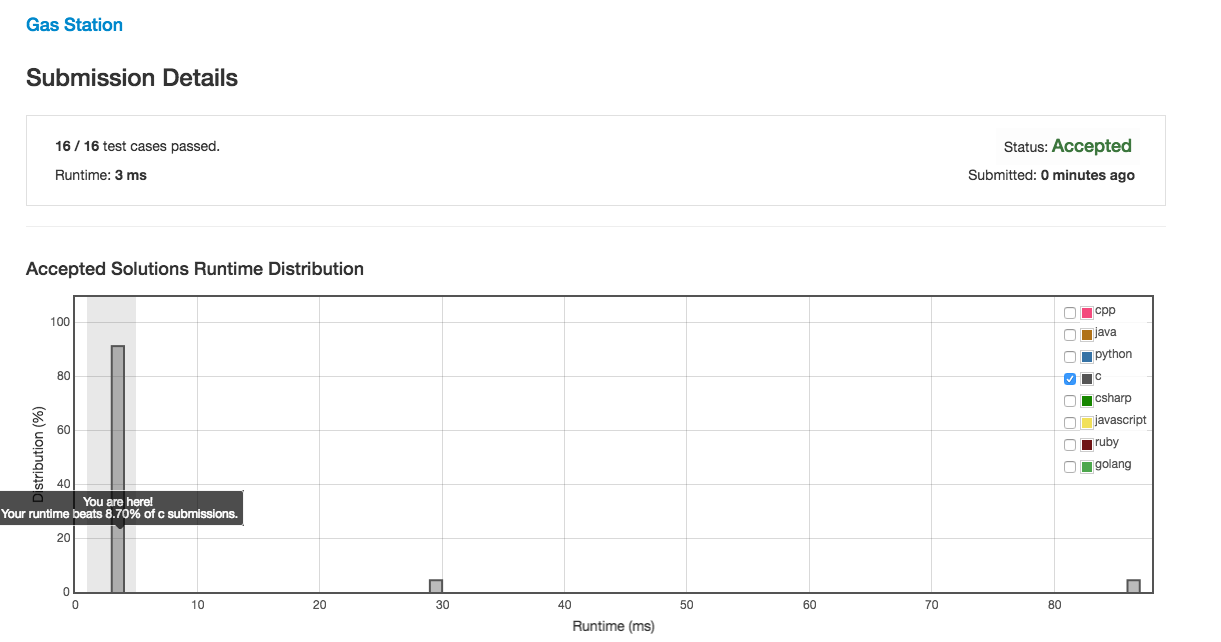 Gas Station
Submission Details
16 / 16 test cases passed.
Status: Accepted
Runtime: 3 ms
Submitted: 0 minutes ago
Accepted Solutions Runtime Distribution
cpp
java
python
c
csharp
javascript
ruby
golang
Distribution (%)
100
80
60
40
20
0
You are here!
Your runtime beats 8.70% of c submissions.
0 10 20 30 40 50 60 70 80
Runtime (ms)